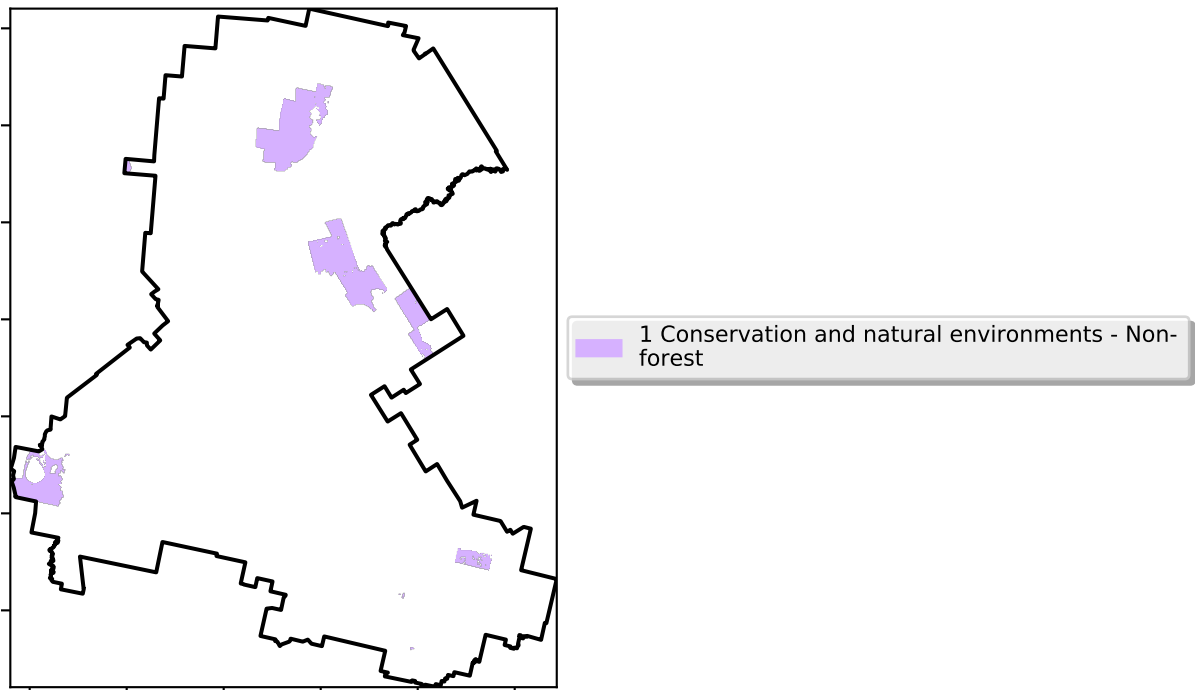 1 Conservation and natural environments - Non-
forest